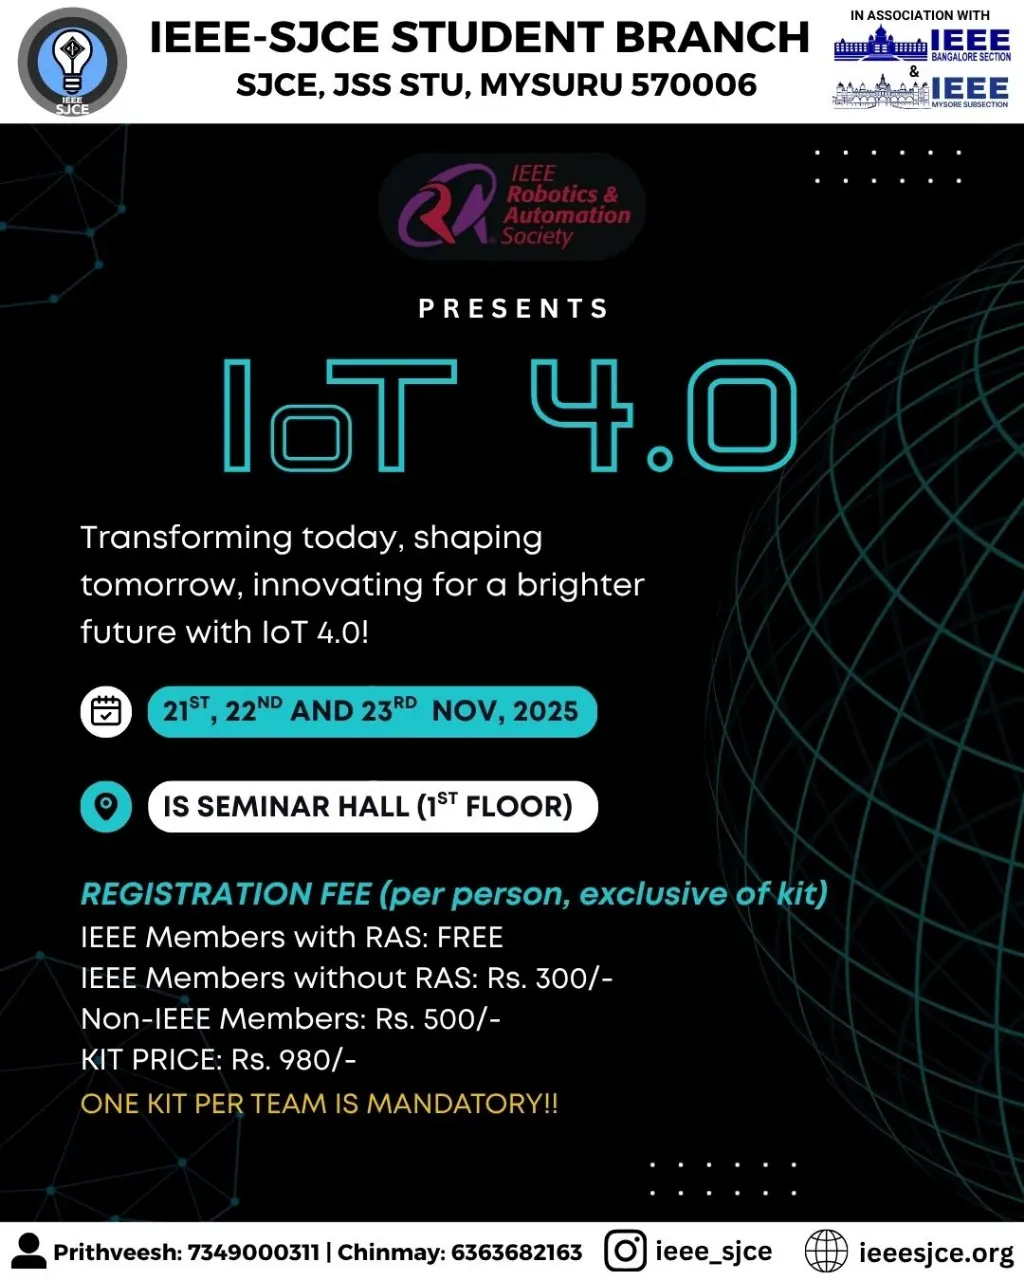 IEEE-SJCE STUDENT BRANCH
SJCE, JSS STU, MYSURU 570006
IEEE
SJCE
IN ASSOCIATION WITH
IEEE
BANGALORE SECTION
&
IEEE
MYSORE SUBSECTION
RA
IEEE
Robotics &
Automation
Society
PRESENTS
IoT 4.0
Transforming today, shaping
tomorrow, innovating for a brighter
future with IoT 4.0!
21ST, 22ND AND 23RD NOV, 2025
IS SEMINAR HALL (1ST FLOOR)
REGISTRATION FEE (per person, exclusive of kit)
IEEE Members with RAS: FREE
IEEE Members without RAS: Rs. 300/-
Non-IEEE Members: Rs. 500/-
KIT PRICE: Rs. 980/-
ONE KIT PER TEAM IS MANDATORY!!
Prithveesh: 7349000311 | Chinmay: 6363682163
ieee_sjce
ieeesjce.org